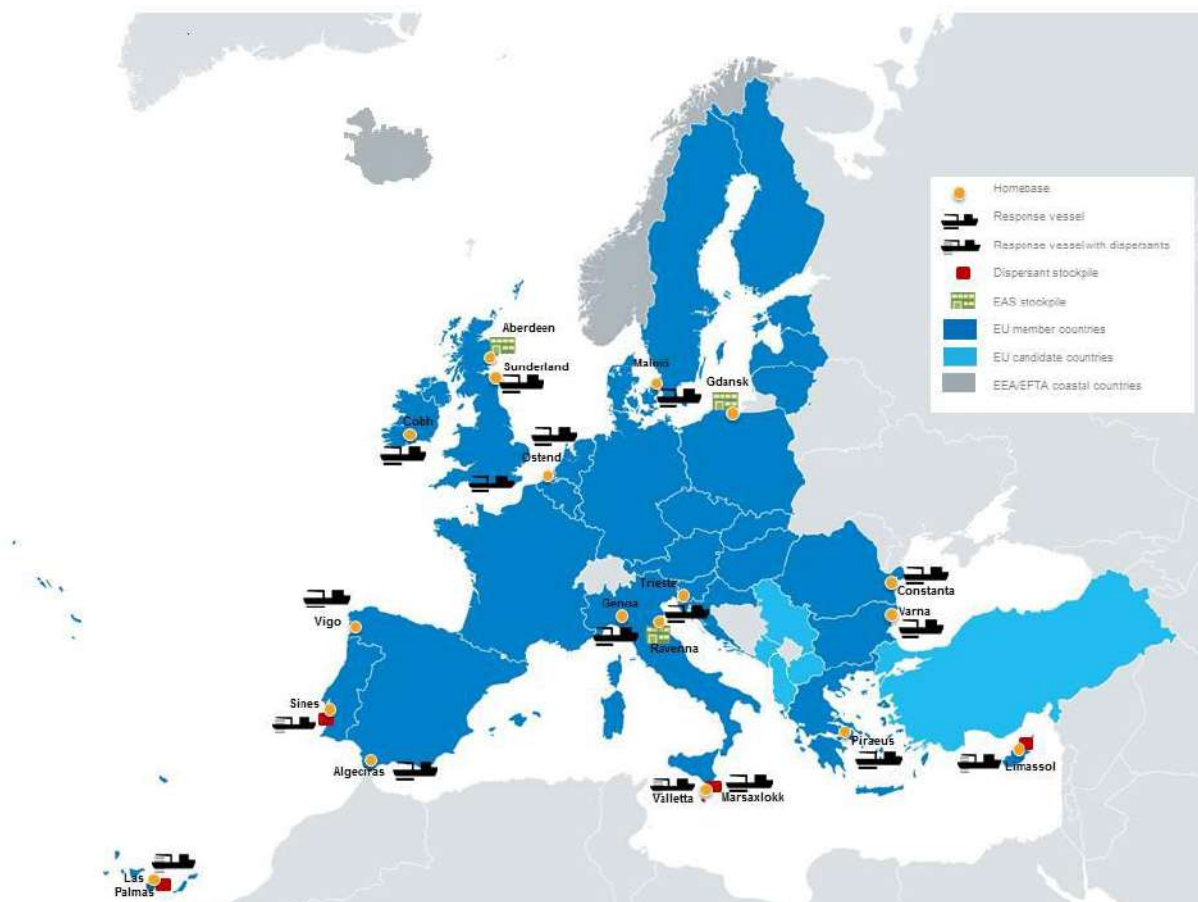 Homebase
Response vessel
Response vessel with dispersants
Dispersant stockpile
EAS stockpile
EU member countries
EU candidate countries
EEA/EFTA coastal countries
Aberdeen
Sunderland
Malmö
Gdansk
Cobh
Ostend
Constanta
Trieste
Varna
Genoa
Vigo
Ravenna
Sines
Piraeus
Limassol
Algeciras
Valletta
Marsaxlokk
Las
Palmas